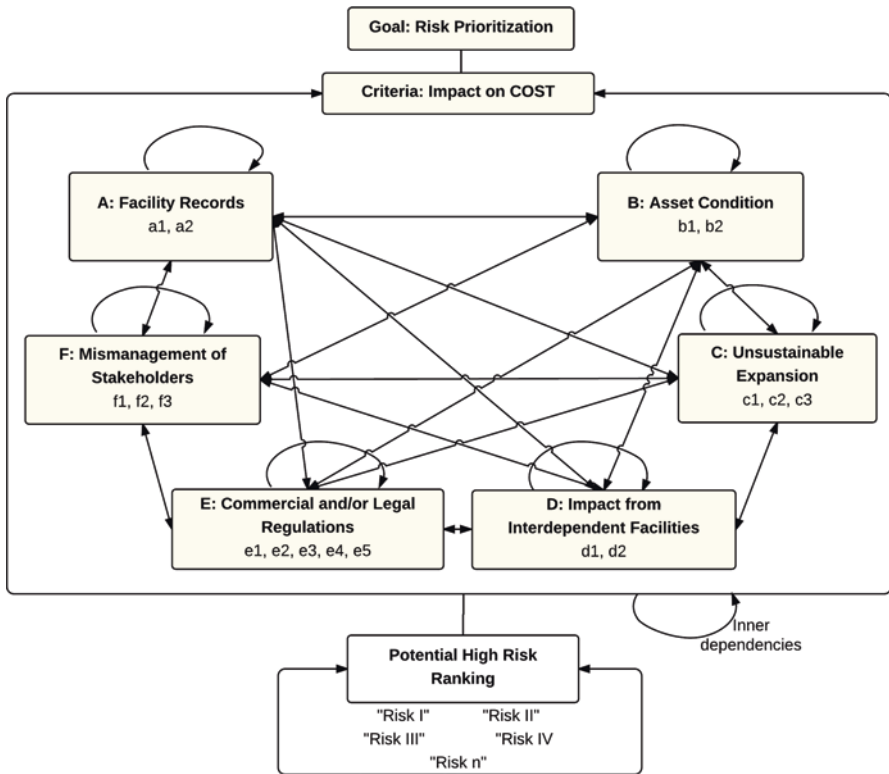 Goal: Risk Prioritization
Criteria: Impact on COST
A: Facility Records
a1, a2
B: Asset Condition
b1, b2
F: Mismanagement of
Stakeholders
f1, f2, f3
C: Unsustainable
Expansion
c1, c2, c3
E: Commercial and/or Legal
Regulations
e1, e2, e3, e4, e5
D: Impact from
Interdependent Facilities
d1, d2
Inner
dependencies
Potential High Risk
Ranking
"Risk I" "Risk II"
"Risk III" "Risk IV
"Risk n"